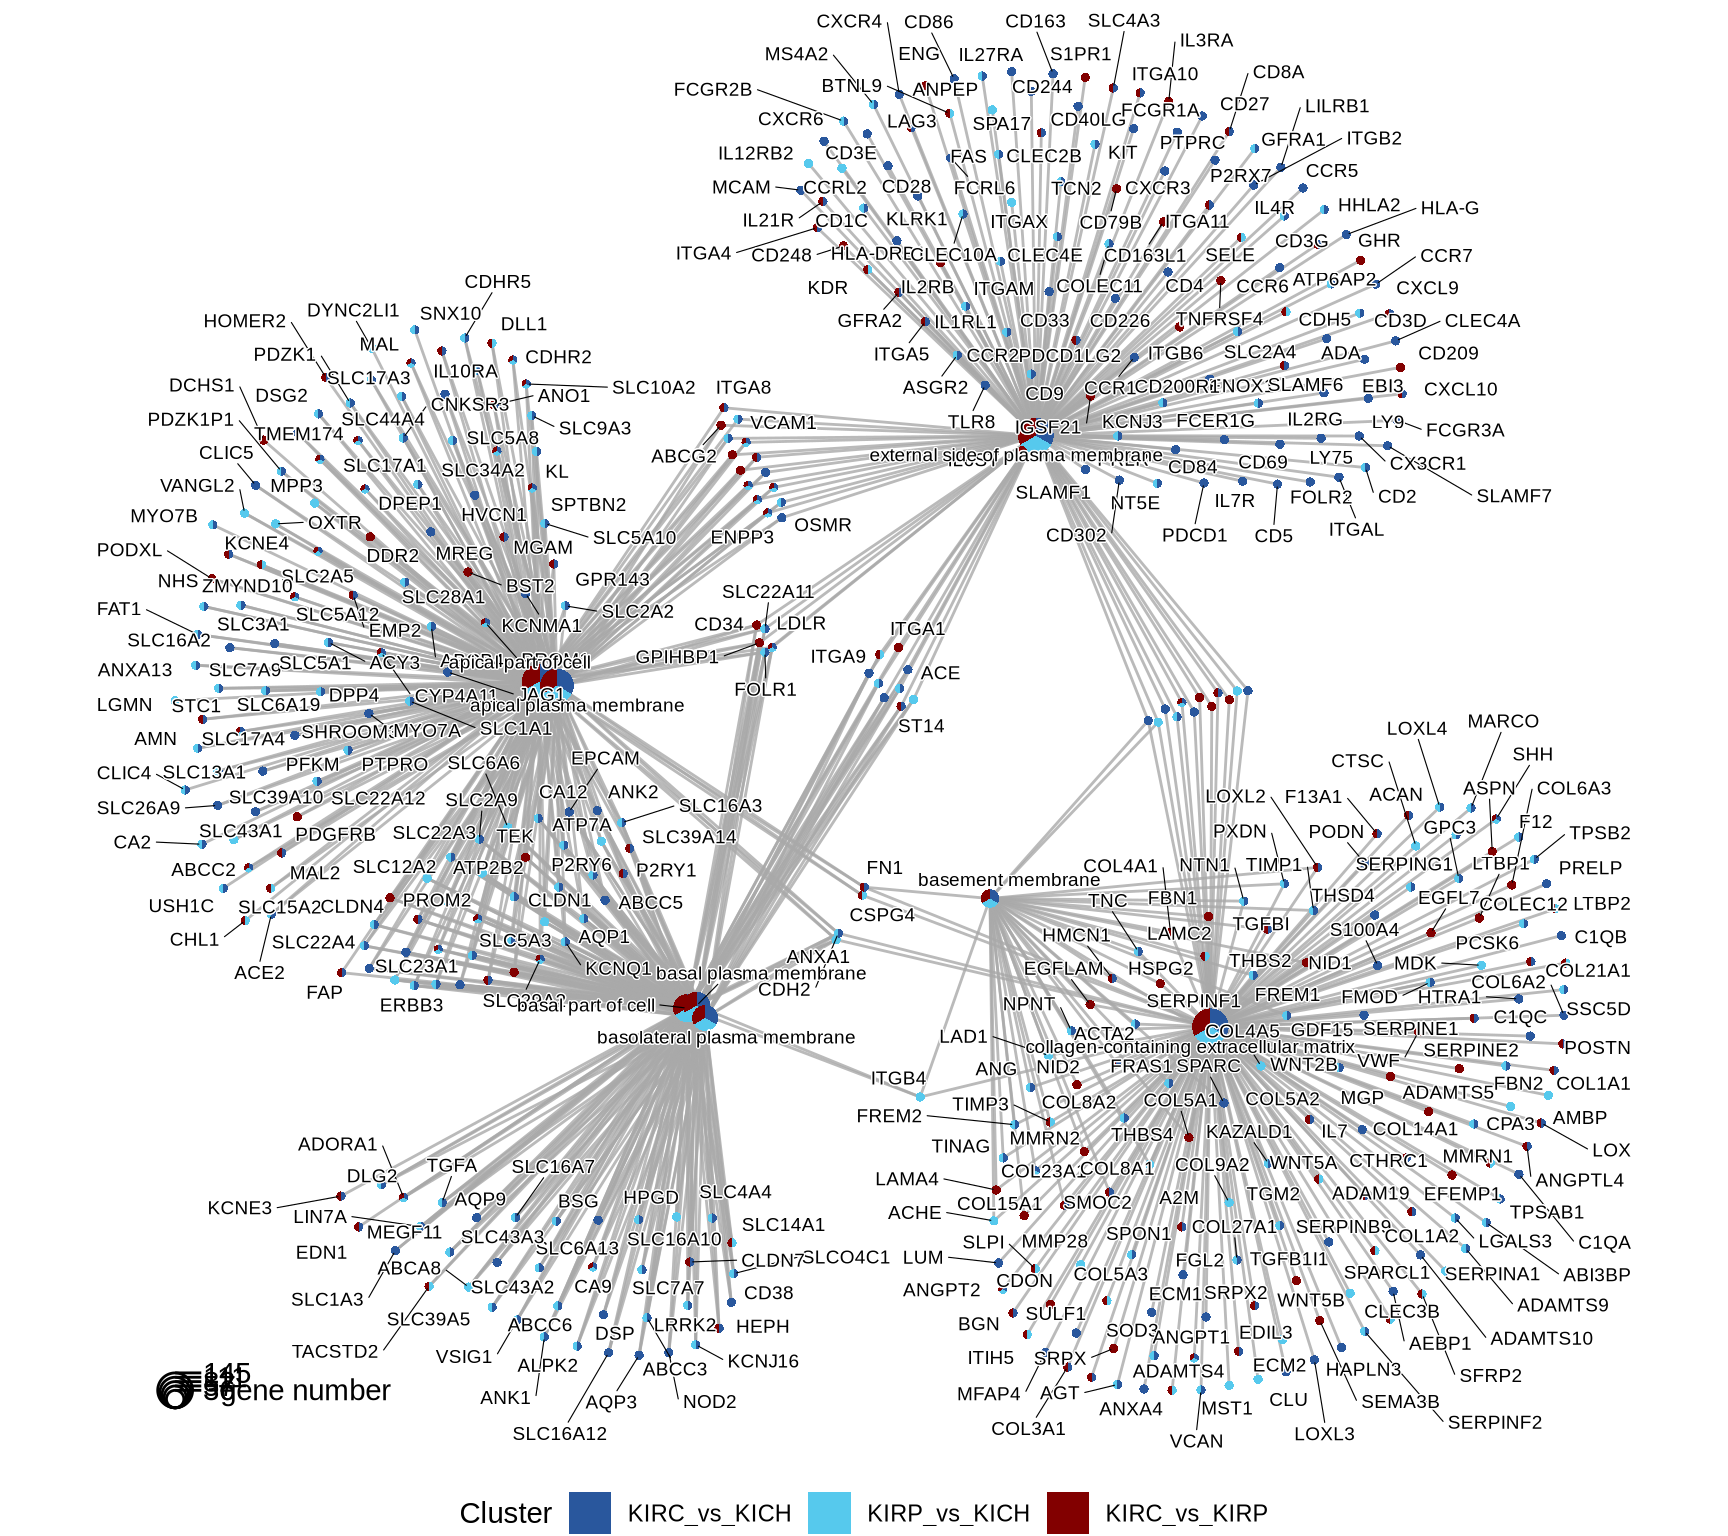 CXCR4 CD86 CD163 SLC4A3
MS4A2 ENG IL27RA S1PR1 IL3RA
FCGR2B BTNL9 ANPEP CD244 ITGA10 CD8A
CXCR6 LAG3 SPA17 CD40LG FCGR1A CD27 LILRB1
IL12RB2 CD3E FAS CLEC2B KIT PTPRC GFRA1 ITGB2
MCAM CCRL2 CD28 FCRL6 TCN2 CXCR3 P2RX7 CCR5
IL21R CD1C KLRK1 ITGAX CD79B ITGA11 IL4R HHLA2 HLA-G
ITGA4 CD248 CLEC10A CLEC4E CD163L1 SELE CD3G GHR
KDR IL2RB ITGAM COLEC11 CD4 CCR6 ATP6AP2 CCR7
CXCL9
GFRA2 IL1RL1 CD33 CD226 TNFRSF4 CDH5 CD3D CLEC4A
ITGA5 CCR2 PDCD1LG2 ITGB6 SLC2A4 ADA CD209
ASGR2 CD9 CCR1 CD200R1 SLAMF6 EBI3 CXCL10
TLR8 IGSF21 KCNJ3 FCER1G IL2RG LY9 FCGR3A
external side of plasma membrane CD84 CD69 LY75 CX3CR1
SLAMF1 NT5E IL7R FOLR2 CD2 SLAMF7
CD302 PDCD1 CD5 ITGAL
CDHR5
HOMER2 DYNC2LI1 SNX10 DLL1
PDZK1 MAL CDHR2
DCHS1 SLC17A3 IL10RA SLC10A2 ITGA8
DSG2 CNKSR3 ANO1
PDZK1P1 TMEM174 SLC44A4 SLC5A8 SLC9A3 VCAM1
CLIC5 SLC17A1 SLC34A2 KL ABCG2
VANGL2 MPP3 DPEP1 SPTBN2
MYO7B OXTR HVCN1 SLC5A10 ENPP3 OSMR
PODXL KCNE4 DDR2 MREG MGAM
NHS ZMYND10 SLC2A5 SLC28A1 BST2 GPR143
FAT1 SLC3A1 SLC5A12 EMP2 KCNMA1 SLC2A2
SLC22A11
CD34 LDLR ITGA1
SLC16A2 SLC5A1 ACY3 apical part of cell GPIHBP1 ITGA9 ACE
ANXA13 SLC7A9 DPP4 CYP4A11 JAG1 FOLR1
LGMN STC1 SLC6A19 apical plasma membrane ST14
AMN SLC17A4 MYO7A SLC1A1
CLIC4 SLC13A1 PFKM PTPRO SLC6A6 EPCAM
SLC26A9 SLC39A10 SLC22A12 SLC2A9 CA12 ANK2 SLC16A3
CA2 SLC43A1 PDGFRB SLC22A3 TEK ATP7A SLC39A14
ABCC2 MAL2 SLC12A2 ATP2B2 P2RY6 P2RY1
USH1C SLC15A2 CLDN4 PROM2 CLDN1 ABCC5
CHL1 SLC22A4 SLC5A3 AQP1
ACE2 SLC23A1 KCNQ1 basal plasma membrane
FAP ERBB3 basal part of cell
basolateral plasma membrane
FN1 basement membrane
CSPG4
ANXA1
CDH2
ITGB4
LOXL4 MARCO
CTSC ASPN SHH
LOXL2 F13A1 ACAN COL6A3
PXDN PODN GPC3 F12 TPSB2
COL4A1 NTN1 TIMP1 SERPING1 LTBP1 PRELP
TNC FBN1 THSD4 EGFL7 COLEC12 LTBP2
HMCN1 LAMC2 TGFBI S100A4 PCSK6 C1QB
EGFLAM HSPG2 THBS2 NID1 MDK COL6A2 COL21A1
NPNT SERPINF1 FREM1 FMOD HTRA1 C1QC SSC5D
LAD1 ACTA2 COL4A5 GDF15 SERPINE1 POSTN
collagen-containing extracellular matrix SERPINE2
ANG NID2 FRAS1 SPARC WNT2B VWF FBN2 COL1A1
FREM2 TIMP3 COL8A2 COL5A1 COL5A2 MGP ADAMTS5 AMBP
TINAG MMRN2 THBS4 KAZALD1 IL7 COL14A1 CPA3 LOX
LAMA4 COL8A1 COL9A2 WNT5A CTHRC1 MMRN1 ANGPTL4
ACHE COL15A1 SMOC2 A2M TGM2 ADAM19 EFEMP1 TPSAB1
LUM SLPI MMP28 SPON1 COL27A1 SERPINB9 COL1A2 LGALS3 C1QA
ANGPT2 CDON COL5A3 FGL2 TGFB1I1 SPARCL1 SERPINA1 ABI3BP
BGN SULF1 ECM1 SRPX2 WNT5B CLEC3B ADAMTS9
ITIH5 SRPX SOD3 ANGPT1 EDIL3 AEBP1 ADAMTS10
MFAP4 AGT ADAMTS4 ECM2 HAPLN3 SFRP2
COL3A1 ANXA4 MST1 CLU SEMA3B SERPINF2
VCAN LOXL3
ADORA1 DLG2 TGFA SLC16A7
KCNE3 LIN7A AQP9 BSG HPGD SLC4A4
EDN1 MEGF11 SLC43A3 SLC6A13 SLC16A10 SLC14A1
ABCA8 SLC43A2 CA9 SLC7A7 CLDN7 SLCO4C1
SLC1A3 SLC39A5 ABCC6 DSP LRRK2 CD38
TACSTD2 VSIG1 ALPK2 ABCC3 HEPH
ANK1 AQP3 NOD2 KCNJ16
SLC16A12
145
gene number
Cluster KIRC_vs_KICH KIRP_vs_KICH KIRC_vs_KIRP